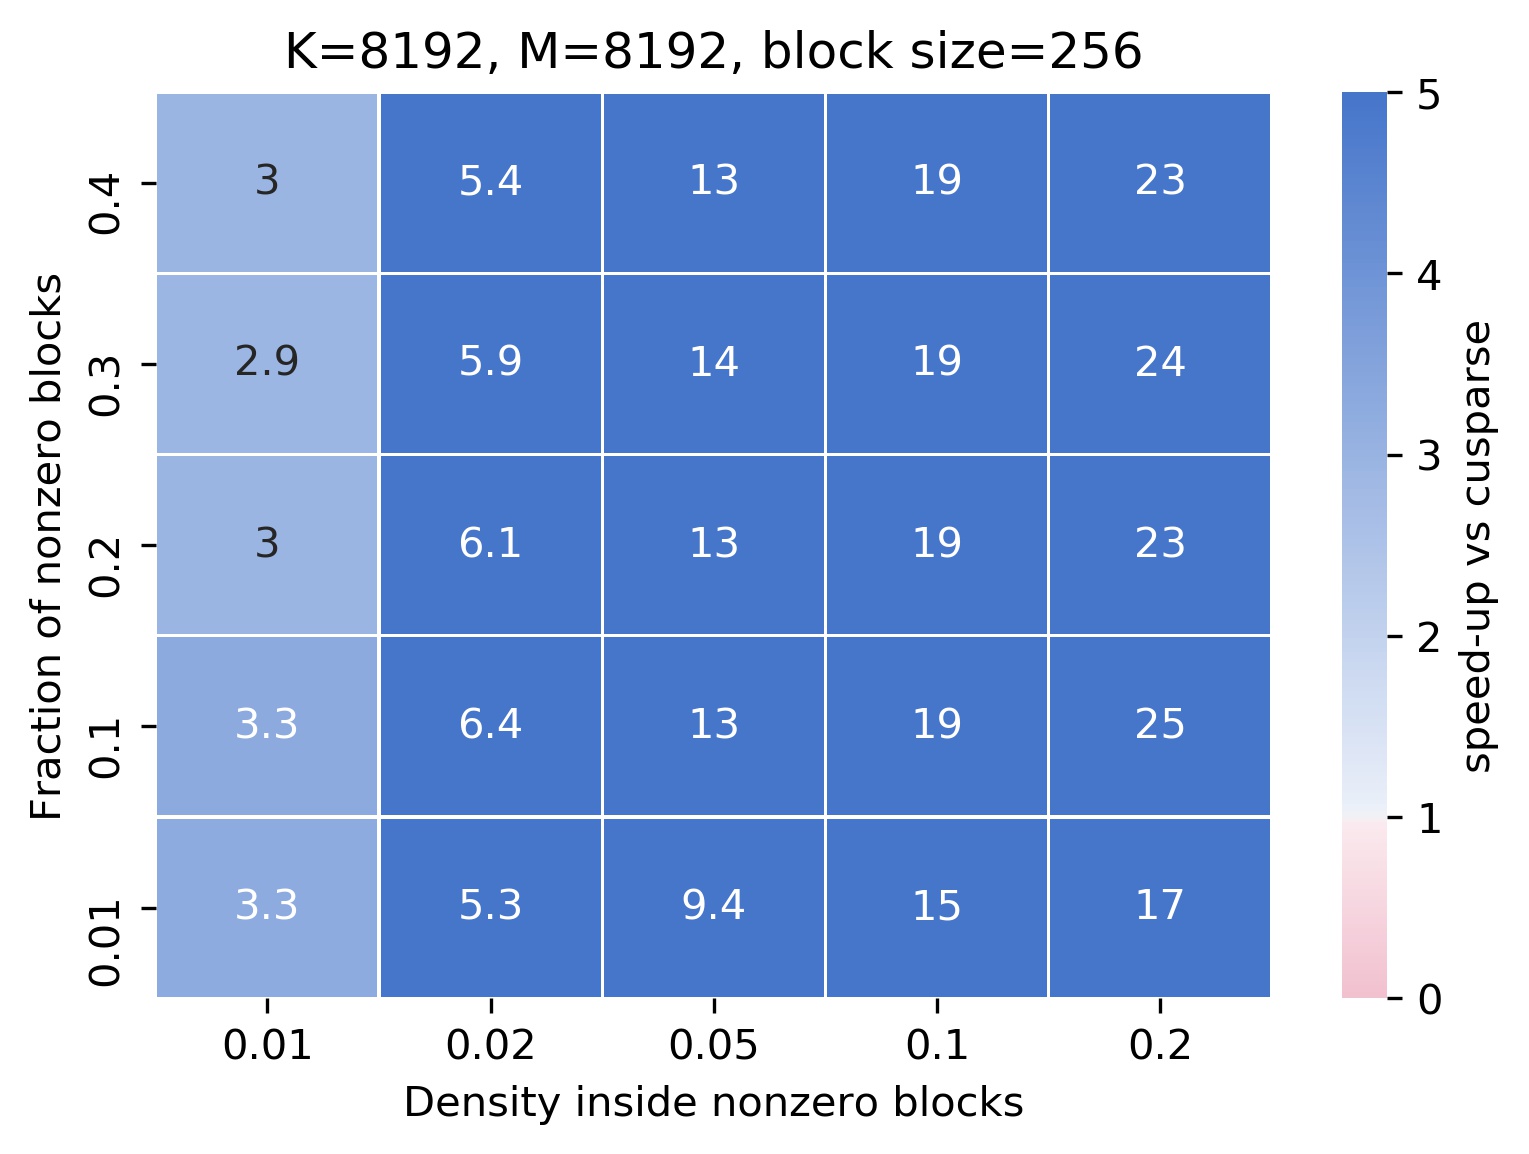 K=8192, M=8192, block size=256
Fraction of nonzero blocks
0.4 3 5.4 13 19 23
0.3 2.9 5.9 14 19 24
0.2 3 6.1 13 19 23
0.1 3.3 6.4 13 19 25
0.01 3.3 5.3 9.4 15 17
0.01 0.02 0.05 0.1 0.2
Density inside nonzero blocks
5
4
3
2
1
0
speed-up vs cusparse